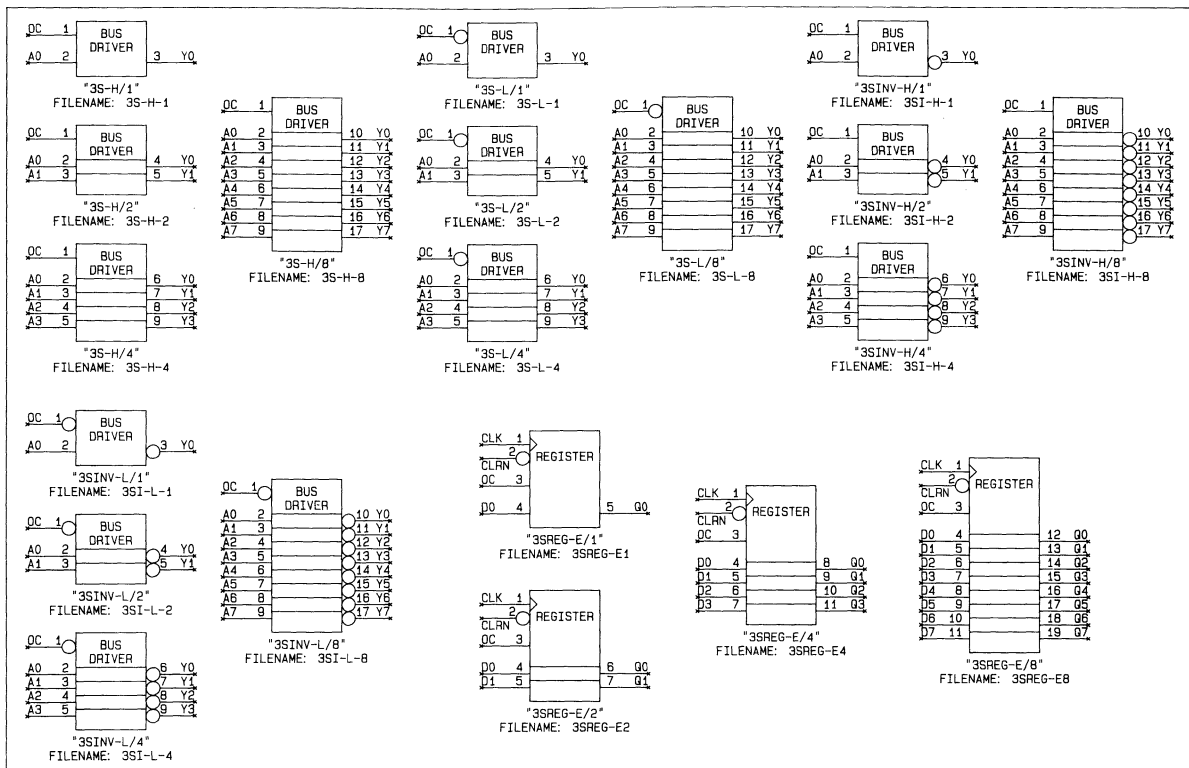 OC 1 BUS
DRIVER
A0 2 3 Y0
"3S-H/1"
FILENAME: 3S-H-1
OC 1 BUS
DRIVER
A0 2 4 Y0
A1 3 5 Y1
"3S-H/2"
FILENAME: 3S-H-2
OC 1 BUS
DRIVER
A0 2 6 Y0
A1 3 7 Y1
A2 4 8 Y2
A3 5 9 Y3
"3S-H/4"
FILENAME: 3S-H-4
OC 1 BUS
DRIVER
A0 2 10 Y0
A1 3 11 Y1
A2 4 12 Y2
A3 5 13 Y3
A4 6 14 Y4
A5 7 15 Y5
A6 8 16 Y6
A7 9 17 Y7
"3S-H/8"
FILENAME: 3S-H-8
OC 1 BUS
DRIVER
A0 2 3 Y0
"3S-L/1"
FILENAME: 3S-L-1
OC 1 BUS
DRIVER
A0 2 4 Y0
A1 3 5 Y1
"3S-L/2"
FILENAME: 3S-L-2
OC 1 BUS
DRIVER
A0 2 6 Y0
A1 3 7 Y1
A2 4 8 Y2
A3 5 9 Y3
"3S-L/4"
FILENAME: 3S-L-4
OC 1 BUS
DRIVER
A0 2 10 Y0
A1 3 11 Y1
A2 4 12 Y2
A3 5 13 Y3
A4 6 14 Y4
A5 7 15 Y5
A6 8 16 Y6
A7 9 17 Y7
"3S-L/8"
FILENAME: 3S-L-8
OC 1 BUS
DRIVER
A0 2 3 Y0
"3SINV-H/1"
FILENAME: 3SI-H-1
OC 1 BUS
DRIVER
A0 2 4 Y0
A1 3 5 Y1
"3SINV-H/2"
FILENAME: 3SI-H-2
OC 1 BUS
DRIVER
A0 2 6 Y0
A1 3 7 Y1
A2 4 8 Y2
A3 5 9 Y3
"3SINV-H/4"
FILENAME: 3SI-H-4
OC 1 BUS
DRIVER
A0 2 10 Y0
A1 3 11 Y1
A2 4 12 Y2
A3 5 13 Y3
A4 6 14 Y4
A5 7 15 Y5
A6 8 16 Y6
A7 9 17 Y7
"3SINV-H/8"
FILENAME: 3SI-H-8
OC 1 BUS
DRIVER
A0 2 3 Y0
"3SINV-L/1"
FILENAME: 3SI-L-1
OC 1 BUS
DRIVER
A0 2 4 Y0
A1 3 5 Y1
"3SINV-L/2"
FILENAME: 3SI-L-2
OC 1 BUS
DRIVER
A0 2 6 Y0
A1 3 7 Y1
A2 4 8 Y2
A3 5 9 Y3
"3SINV-L/4"
FILENAME: 3SI-L-4
OC 1 BUS
DRIVER
A0 2 10 Y0
A1 3 11 Y1
A2 4 12 Y2
A3 5 13 Y3
A4 6 14 Y4
A5 7 15 Y5
A6 8 16 Y6
A7 9 17 Y7
"3SINV-L/8"
FILENAME: 3SI-L-8
CLK 1
2 REGISTER
CLRN
OC 3
D0 4 5 Q0
"3SREG-E/1"
FILENAME: 3SREG-E1
CLK 1
2 REGISTER
CLRN
OC 3
D0 4 6 Q0
D1 5 7 Q1
"3SREG-E/2"
FILENAME: 3SREG-E2
CLK 1
2 REGISTER
CLRN
OC 3
D0 4 8 Q0
D1 5 9 Q1
D2 6 10 Q2
D3 7 11 Q3
"3SREG-E/4"
FILENAME: 3SREG-E4
CLK 1
2 REGISTER
CLRN
OC 3
D0 4 12 Q0
D1 5 13 Q1
D2 6 14 Q2
D3 7 15 Q3
D4 8 16 Q4
D5 9 17 Q5
D6 10 18 Q6
D7 11 19 Q7
"3SREG-E/8"
FILENAME: 3SREG-E8